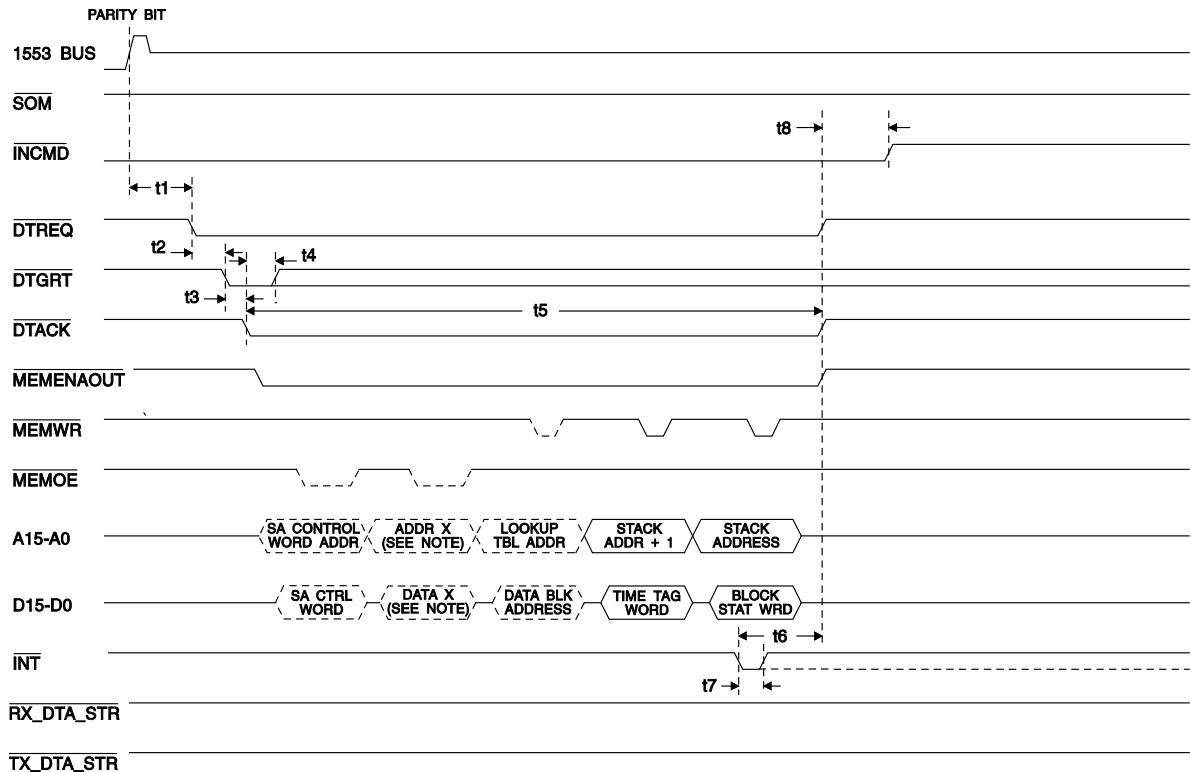 PARITY BIT
1553 BUS
SOM
t8
INCMD
t1
DTREQ
t2
t4
DTGRT
t3
t5
DTACK
MEMENAOUT
MEMWR
MEMOE
A15-A0
SA CONTROL
WORD ADDR
ADDR X
(SEE NOTE)
LOOKUP
TBL ADDR
STACK
ADDR + 1
STACK
ADDRESS
D15-D0
SA CTRL
WORD
DATA X
(SEE NOTE)
DATA BLK
ADDRESS
TIME TAG
WORD
BLOCK
STAT WRD
t6
INT
t7
RX_DTA_STR
TX_DTA_STR